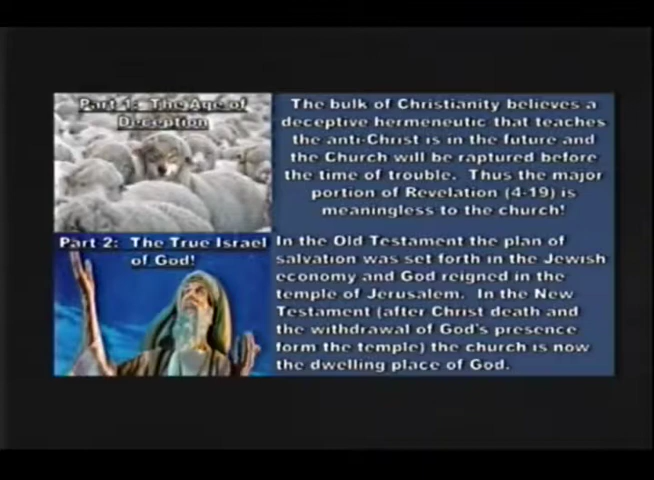 Part 1: The Age of
Deception
The bulk of Christianity believes a
deceptive hermeneutic that teaches
the anti-Christ is in the future and
the Church will be raptured before
the time of trouble. Thus the major
portion of Revelation (4-19) is
meaningless to the church!
Part 2: The True Israel
of God!
In the Old Testament the plan of
salvation was set forth in the Jewish
economy and God reigned in the
temple of Jerusalem. In the New
Testament (after Christ death and
the withdrawal of God's presence
form the temple) the church is now
the dwelling place of God.